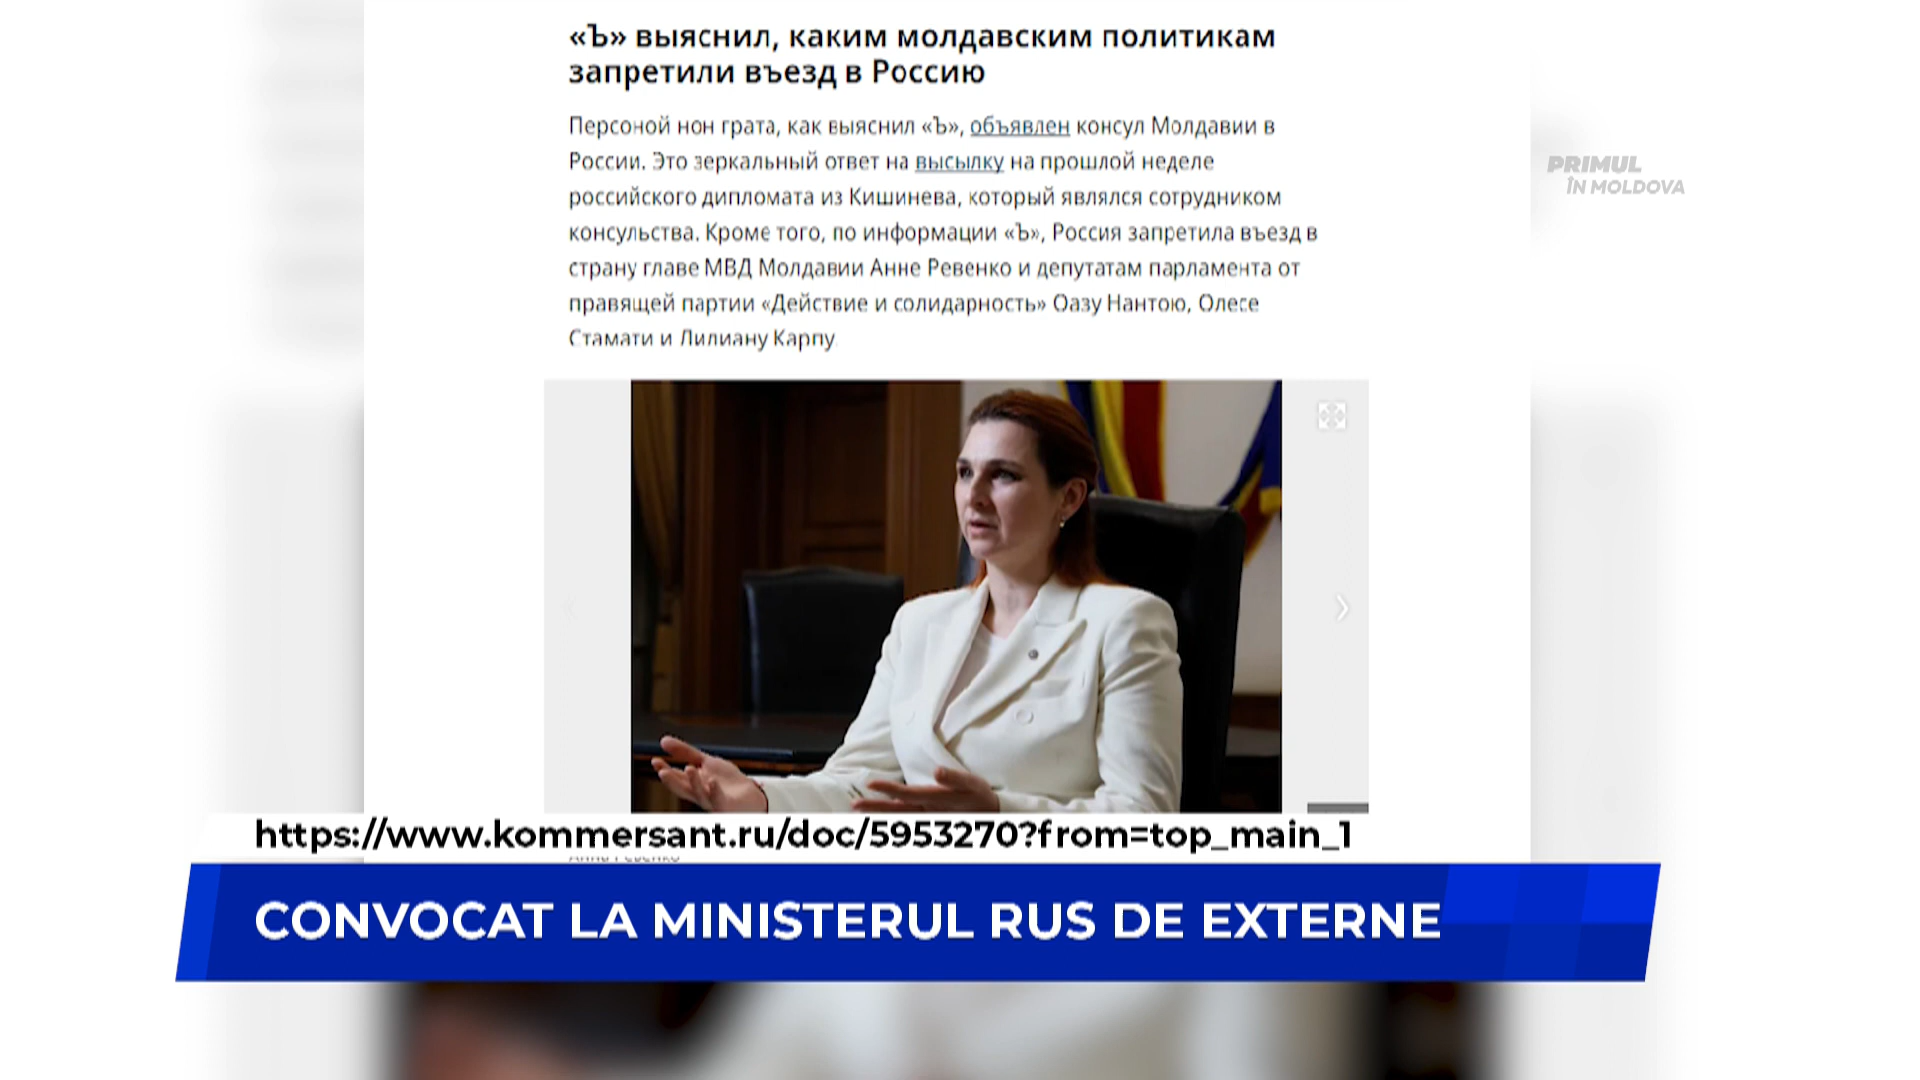 «Ъ» выяснил, каким молдавским политикам
запретили въезд в Россию
Персоной нон грата, как выяснил «Ъ», объявлен консул Молдавии в
России. Это зеркальный ответ на высылку на прошлой неделе
российского дипломата из Кишинева, который являлся сотрудником
консульства. Кроме того, по информации «Ъ», Россия запретила въезд в
страну главе МВД Молдавии Анне Ревенко и депутатам парламента от
правящей партии «Действие и солидарность» Оазу Нантою, Олесе
Стамати и Лилиану Карпу
PRIMUL
ÎN MOLDOVA
https://www.kommersant.ru/doc/5953270?from=top_main_1
CONVOCAT LA MINISTERUL RUS DE EXTERNE